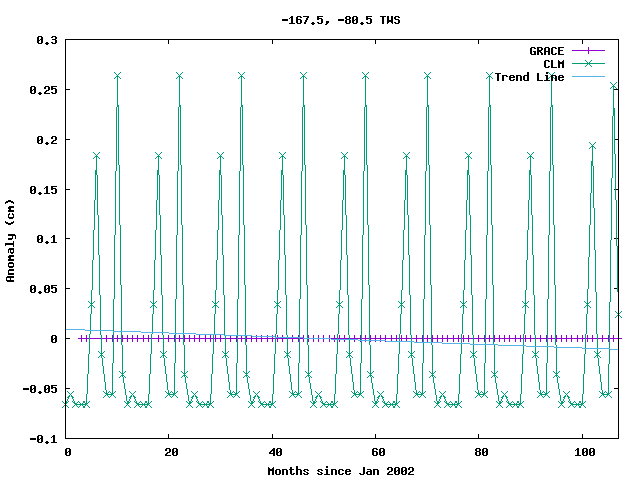 -167.5, -80.5 TWS
GRACE
CLM
Trend Line
0.3
0.25
0.2
0.15
0.1
0.05
0
-0.05
-0.1
Anomaly (cm)
0 20 40 60 80 100
Months since Jan 2002